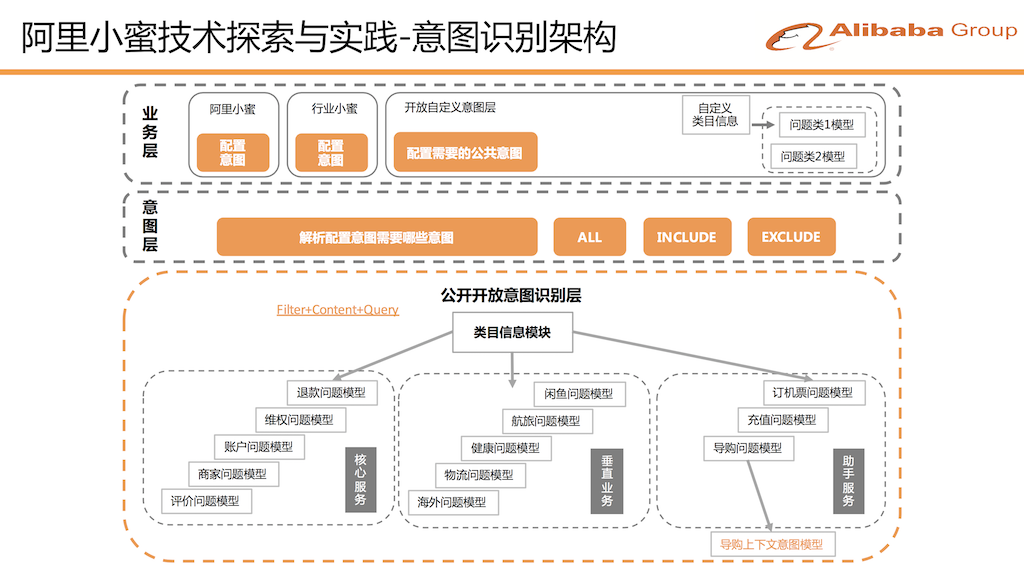 阿里小蜜技术探索与实践-意图识别架构
Alibaba Group
业务层
阿里小蜜
配置
意图
行业小蜜
配置
意图
开放自定义意图层
配置需要的公共意图
自定义
类目信息
问题类1模型
问题类2模型
意图层
解析配置意图需要哪些意图
ALL
INCLUDE
EXCLUDE
公开开放意图识别层
Filter+Content+Query
类目信息模块
退款问题模型
维权问题模型
账户问题模型
商家问题模型
评价问题模型
核心服务
闲鱼问题模型
航旅问题模型
健康问题模型
物流问题模型
海外问题模型
垂直业务
订机票问题模型
充值问题模型
导购问题模型
助手服务
导购上下文意图模型